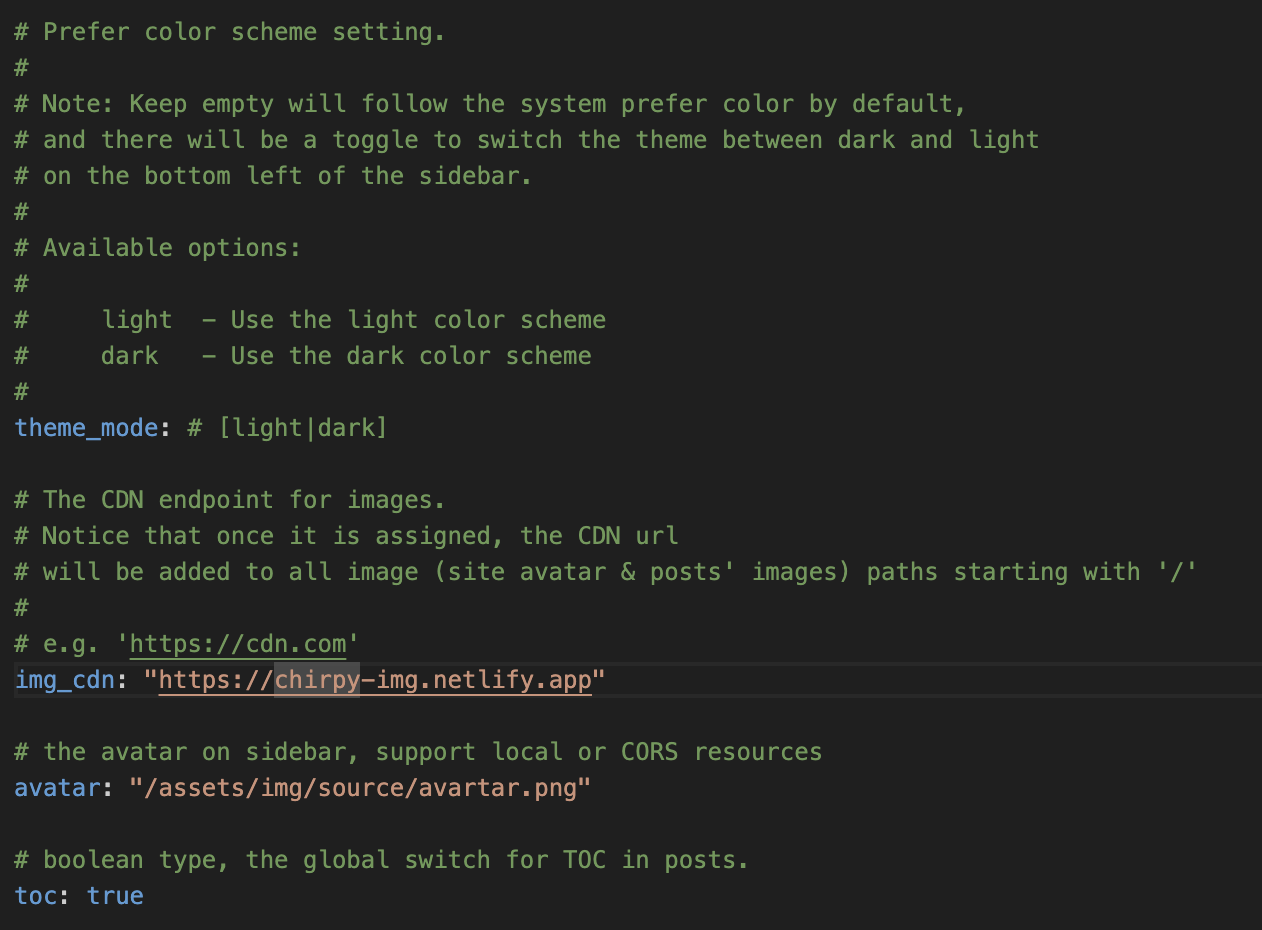 # Prefer color scheme setting.
#
# Note: Keep empty will follow the system prefer color by default,
# and there will be a toggle to switch the theme between dark and light
# on the bottom left of the sidebar.
#
# Available options:
#
#     light  - Use the light color scheme
#     dark   - Use the dark color scheme
#
theme_mode: # [light|dark]

# The CDN endpoint for images.
# Notice that once it is assigned, the CDN url
# will be added to all image (site avatar & posts' images) paths starting with '/'
#
# e.g. 'https://cdn.com'
img_cdn: "https://chirpy-img.netlify.app"

# the avatar on sidebar, support local or CORS resources
avatar: "/assets/img/source/avartar.png"

# boolean type, the global switch for TOC in posts.
toc: true